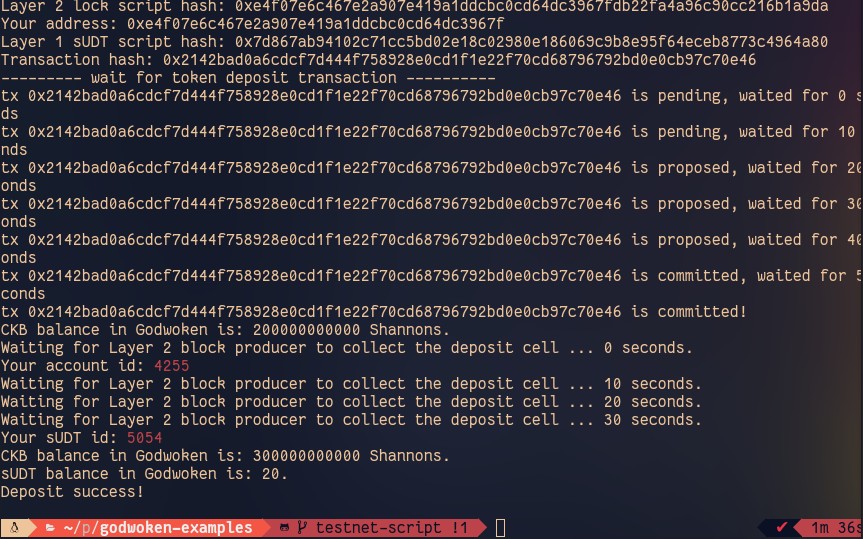 Layer 2 lock script hash: 0xe4f07e6c467e2a907e419a1ddcbc0cd64dc3967fdb22fa4a96c90cc216b1a9da
Your address: 0xe4f07e6c467e2a907e419a1ddcbc0cd64dc3967f
Layer 1 sUDT script hash: 0x7d867ab94102c71cc5bd02e18c02980e186069c9b8e95f64eceb8773c4964a80
Transaction hash: 0x2142bad0a6cdcf7d444f758928e0cd1f1e22f70cd68796792bd0e0cb97c70e46
--------- wait for token deposit transaction ----------
tx 0x2142bad0a6cdcf7d444f758928e0cd1f1e22f70cd68796792bd0e0cb97c70e46 is pending, waited for 0 s
ds
tx 0x2142bad0a6cdcf7d444f758928e0cd1f1e22f70cd68796792bd0e0cb97c70e46 is pending, waited for 10
nds
tx 0x2142bad0a6cdcf7d444f758928e0cd1f1e22f70cd68796792bd0e0cb97c70e46 is proposed, waited for 20
onds
tx 0x2142bad0a6cdcf7d444f758928e0cd1f1e22f70cd68796792bd0e0cb97c70e46 is proposed, waited for 30
onds
tx 0x2142bad0a6cdcf7d444f758928e0cd1f1e22f70cd68796792bd0e0cb97c70e46 is proposed, waited for 40
onds
tx 0x2142bad0a6cdcf7d444f758928e0cd1f1e22f70cd68796792bd0e0cb97c70e46 is committed, waited for 5
conds
tx 0x2142bad0a6cdcf7d444f758928e0cd1f1e22f70cd68796792bd0e0cb97c70e46 is committed!
CKB balance in Godwoken is: 200000000000 Shannons.
Waiting for Layer 2 block producer to collect the deposit cell ... 0 seconds.
Your account id: 4255
Waiting for Layer 2 block producer to collect the deposit cell ... 10 seconds.
Waiting for Layer 2 block producer to collect the deposit cell ... 20 seconds.
Waiting for Layer 2 block producer to collect the deposit cell ... 30 seconds.
Your sUDT id: 5054
CKB balance in Godwoken is: 300000000000 Shannons.
sUDT balance in Godwoken is: 20.
Deposit success!
~/p/godwoken-examples testnet-script !1 ✔ 1m 36s